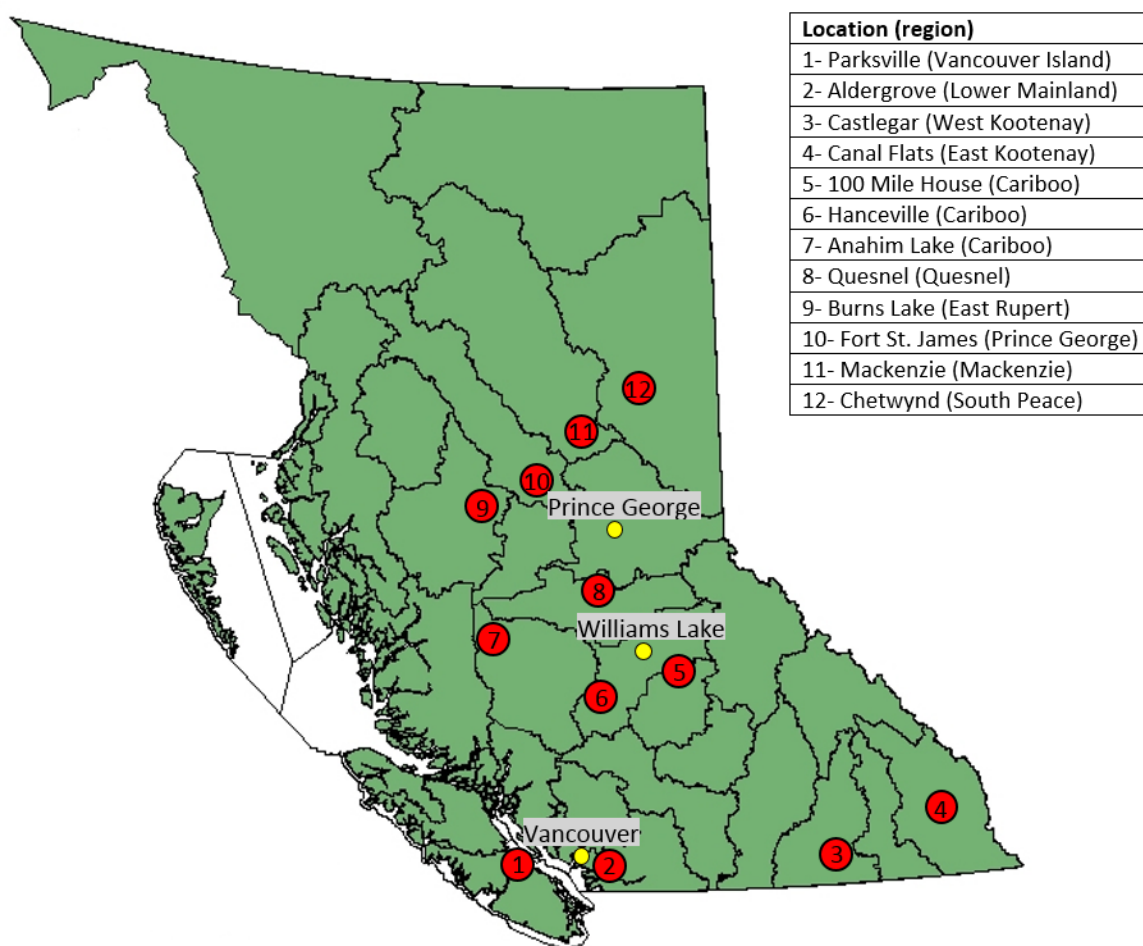 Location (region)
1- Parksville (Vancouver Island)
2- Aldergrove (Lower Mainland)
3- Castlegar (West Kootenay)
4- Canal Flats (East Kootenay)
5- 100 Mile House (Cariboo)
6- Hanceville (Cariboo)
7- Anahim Lake (Cariboo)
8- Quesnel (Quesnel)
9- Burns Lake (East Rupert)
10- Fort St. James (Prince George)
11- Mackenzie (Mackenzie)
12- Chetwynd (South Peace)
12
11
10
9
Prince George
8
Williams Lake
7
5
6
4
Vancouver
3
1
2